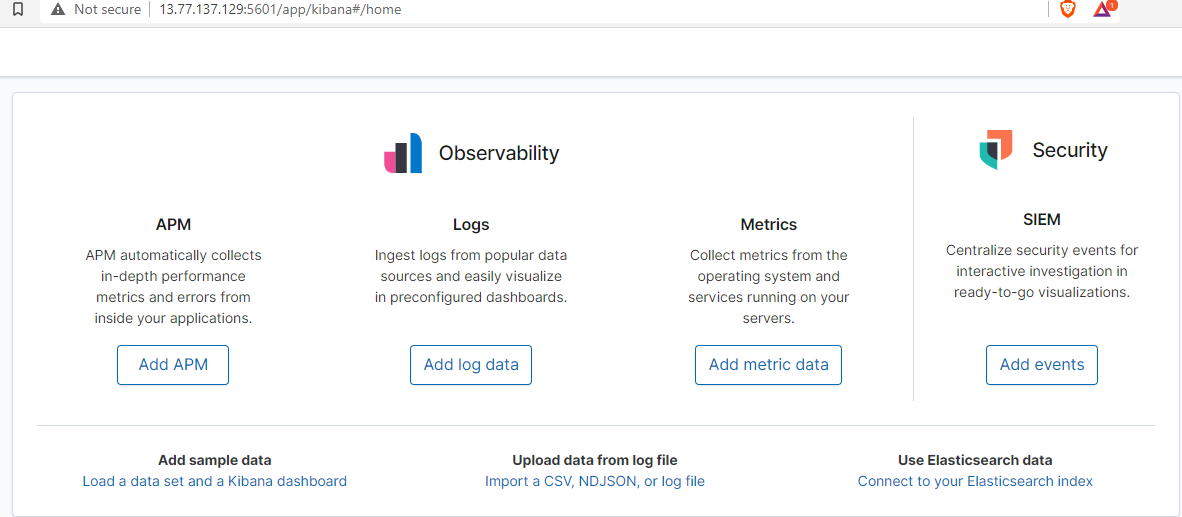 Not secure 13.77.137.129:5601/app/kibana#/home 1
Observability
Security
APM
APM automatically collects
in-depth performance
metrics and errors from
inside your applications.
Add APM
Logs
Ingest logs from popular data
sources and easily visualize
in preconfigured dashboards.
Add log data
Metrics
Collect metrics from the
operating system and
services running on your
servers.
Add metric data
SIEM
Centralize security events for
interactive investigation in
ready-to-go visualizations.
Add events
Add sample data
Load a data set and a Kibana dashboard
Upload data from log file
Import a CSV, NDJSON, or log file
Use Elasticsearch data
Connect to your Elasticsearch index